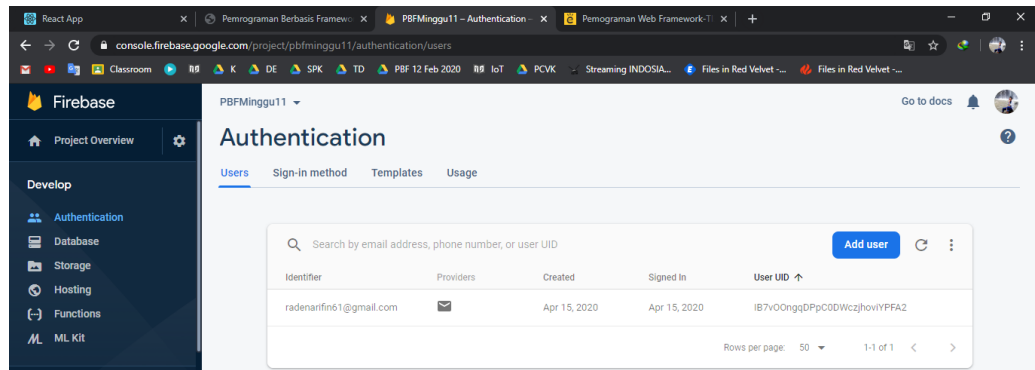 React App
Pemrograman Berbasis Framewo
PBFMinggu11 – Authentication –
Pemograman Web Framework-TI
console.firebase.google.com/project/pbfminggu11/authentication/users
Classroom K DE SPK TD PBF 12 Feb 2020 IoT PCVK Streaming INDOSIA... Files in Red Velvet -... Files in Red Velvet -...
Firebase
PBFMinggu11
Go to docs
Project Overview
Authentication
Users Sign-in method Templates Usage
Develop
Authentication
Database
Storage
Hosting
Functions
ML Kit
Search by email address, phone number, or user UID
Add user
Identifier Providers Created Signed In User UID
radenarifin61@gmail.com Apr 15, 2020 Apr 15, 2020 IB7vOOngqDPpC0DWczjhoviYPFA2
Rows per page: 50 1-1 of 1